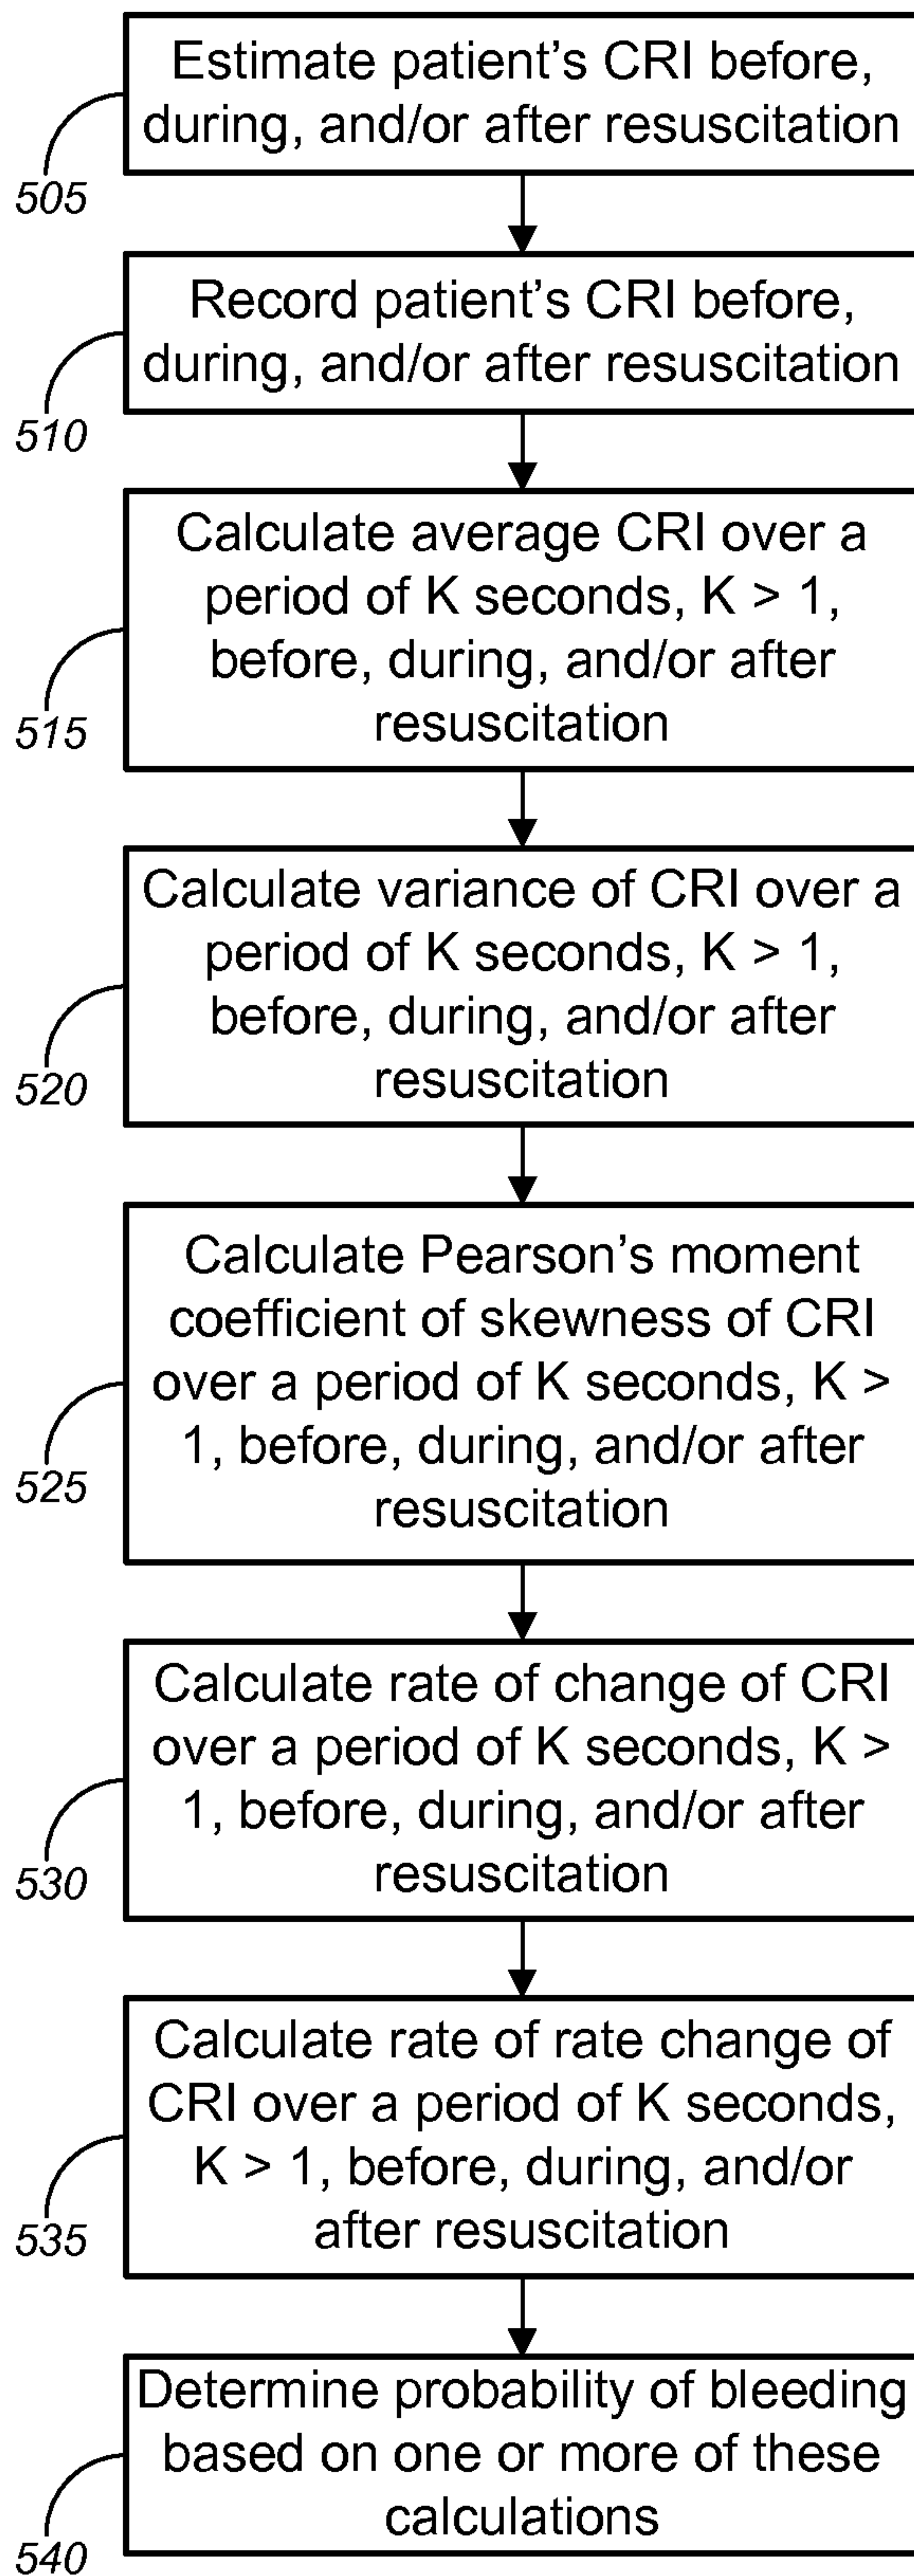 Estimate patient's CRI before,
during, and/or after resuscitation
505
Record patient's CRI before,
during, and/or after resuscitation
510
Calculate average CRI over a
period of K seconds, K > 1,
before, during, and/or after
resuscitation
515
Calculate variance of CRI over a
period of K seconds, K > 1,
before, during, and/or after
resuscitation
520
Calculate Pearson's moment
coefficient of skewness of CRI
over a period of K seconds, K >
1, before, during, and/or after
resuscitation
525
Calculate rate of change of CRI
over a period of K seconds, K >
1, before, during, and/or after
resuscitation
530
Calculate rate of rate change of
CRI over a period of K seconds,
K > 1, before, during, and/or
after resuscitation
535
Determine probability of bleeding
based on one or more of these
calculations
540